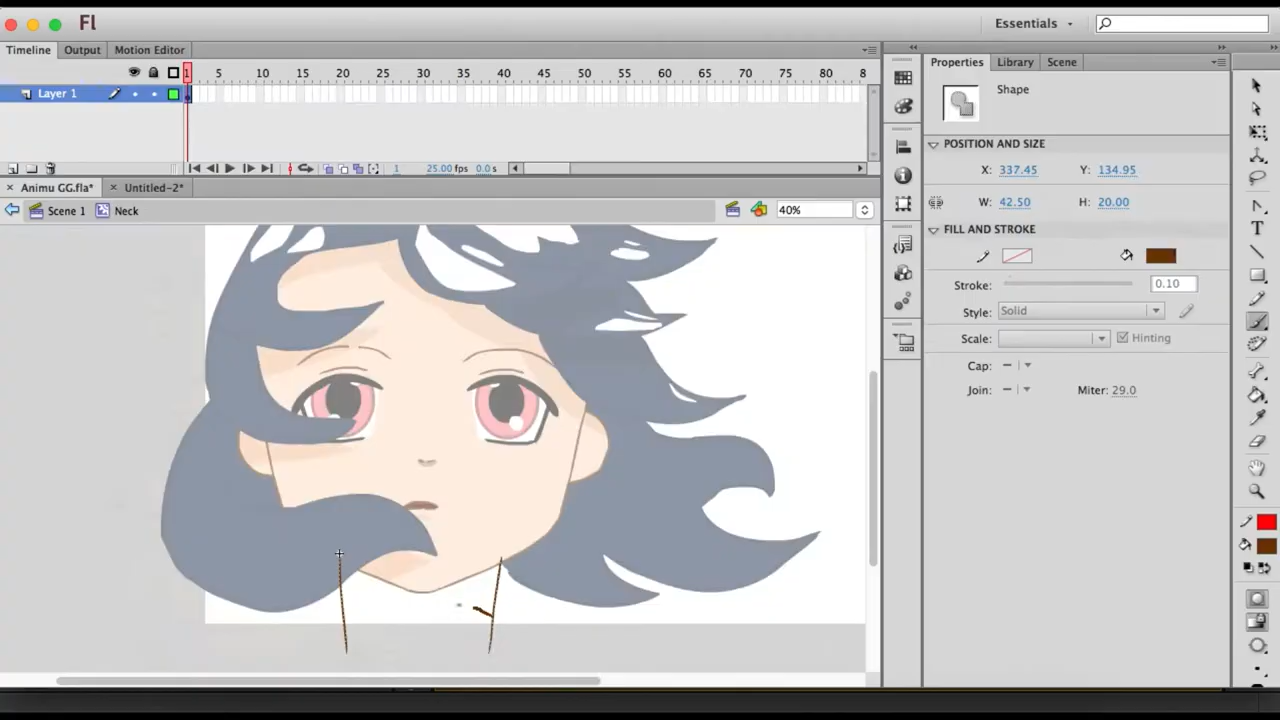 Fl
Essentials
Timeline Output Motion Editor
1 5 10 15 20 25 30 35 40 45 50 55 60 65 70 75 80 8
Layer 1
1 25.00 fps 0.0 s
Animu GG.fla* Untitled-2*
Scene 1 Neck 40%
Properties Library Scene
Shape
POSITION AND SIZE
X: 337.45 Y: 134.95
W: 42.50 H: 20.00
FILL AND STROKE
Stroke: 0.10
Style: Solid
Scale: Hinting
Cap:
Join: Miter: 29.0
T